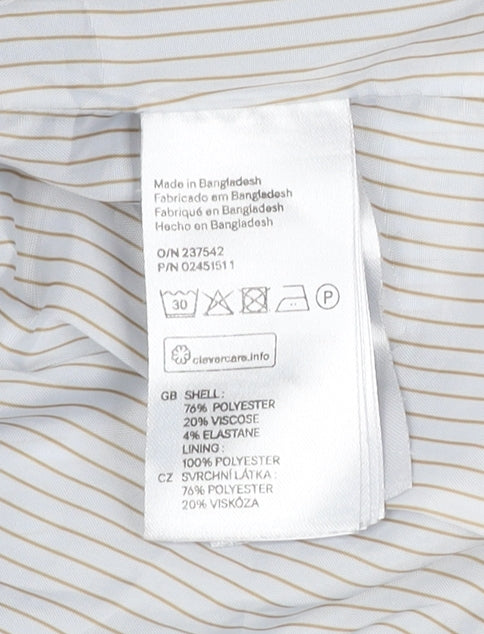 Made in Bangladesh
Fabricado em Bangladesh
Fabriqué en Bangladesh
Hecho en Bangladesh
O/N 237542
P/N 02451511
30 P
clevercare.info
GB SHELL:
76% POLYESTER
20% VISCOSE
4% ELASTANE
LINING:
100% POLYESTER
CZ SVRCHNÍ LÁTKA:
76% POLYESTER
20% VISKÓZA